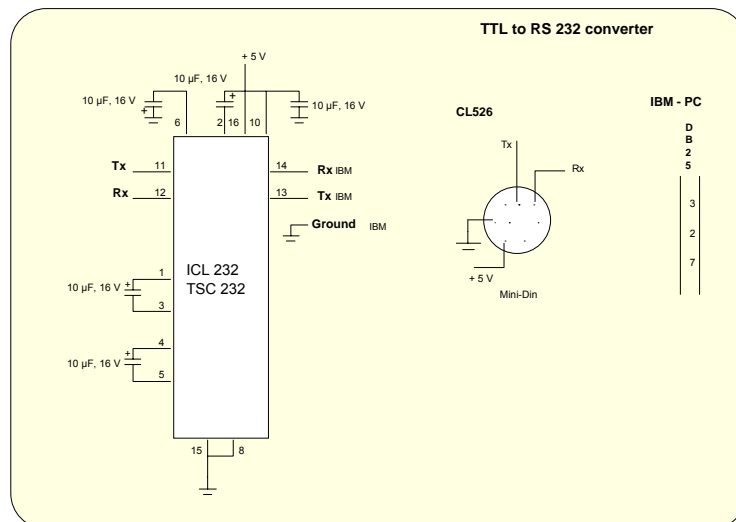 TTL to RS 232 converter
+ 5 V
10 µF, 16 V
10 µF, 16 V
+
+
10 µF, 16 V
6
2
16
10
CL526
IBM - PC
D
B
2
5
Tx
Rx
Tx
11
14
Rx IBM
Rx
12
13
Tx IBM
Ground IBM
3
2
7
ICL 232
TSC 232
1
+
10 µF, 16 V
3
4
+
10 µF, 16 V
5
+ 5 V
Mini-Din
15
8